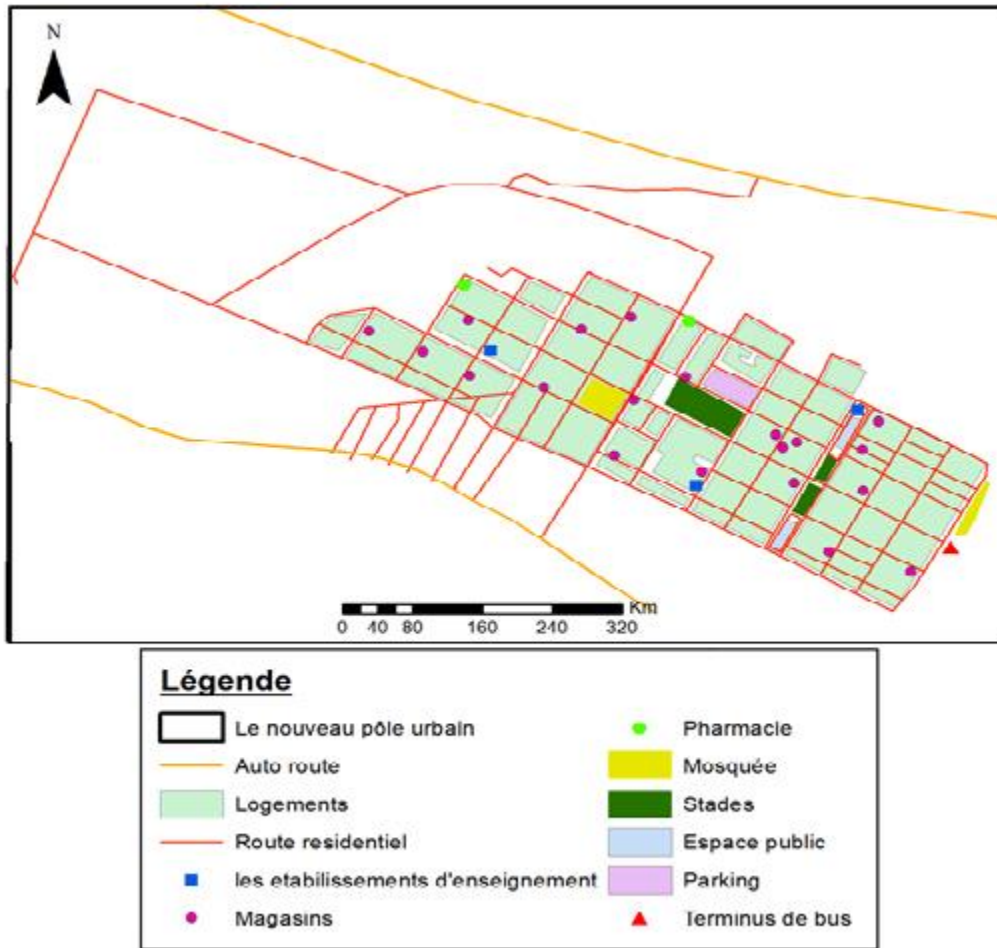 N
Km
0 40 80 160 240 320
Légende
Le nouveau pôle urbain
Auto route
Logements
Route residentiel
les etabilissements d'enseignement
Magasins
Pharmacie
Mosquée
Stades
Espace public
Parking
Terminus de bus